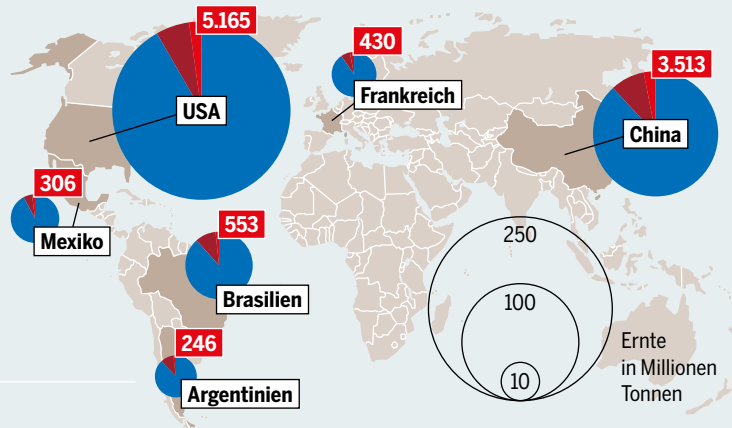 5.165
USA
430
Frankreich
3.513
China
306
Mexiko
553
Brasilien
246
Argentinien
250
100
10
Ernte
in Millionen
Tonnen